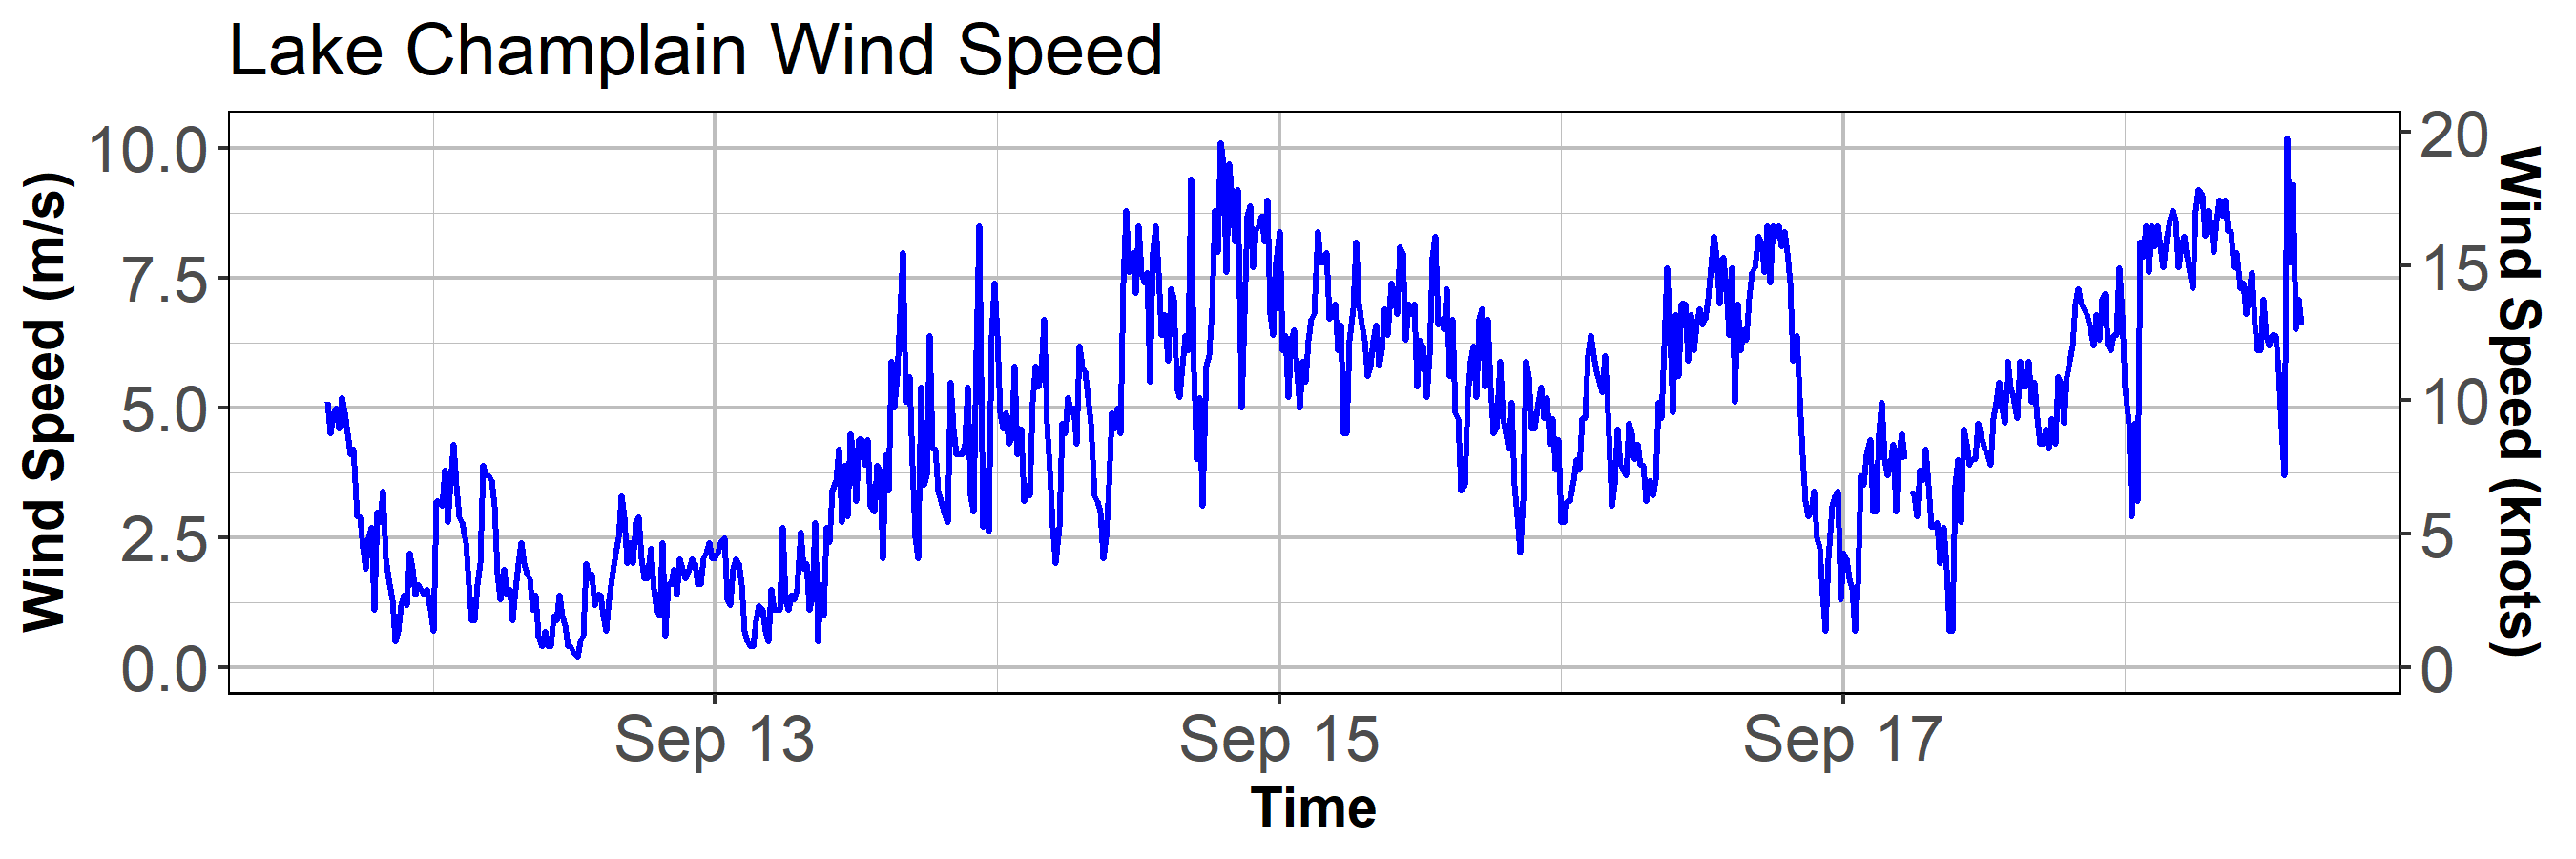 Lake Champlain Wind Speed
Wind Speed (m/s)
10.0
7.5
5.0
2.5
0.0
20
15
10
5
0
Wind Speed (knots)
Sep 13
Sep 15
Sep 17
Time